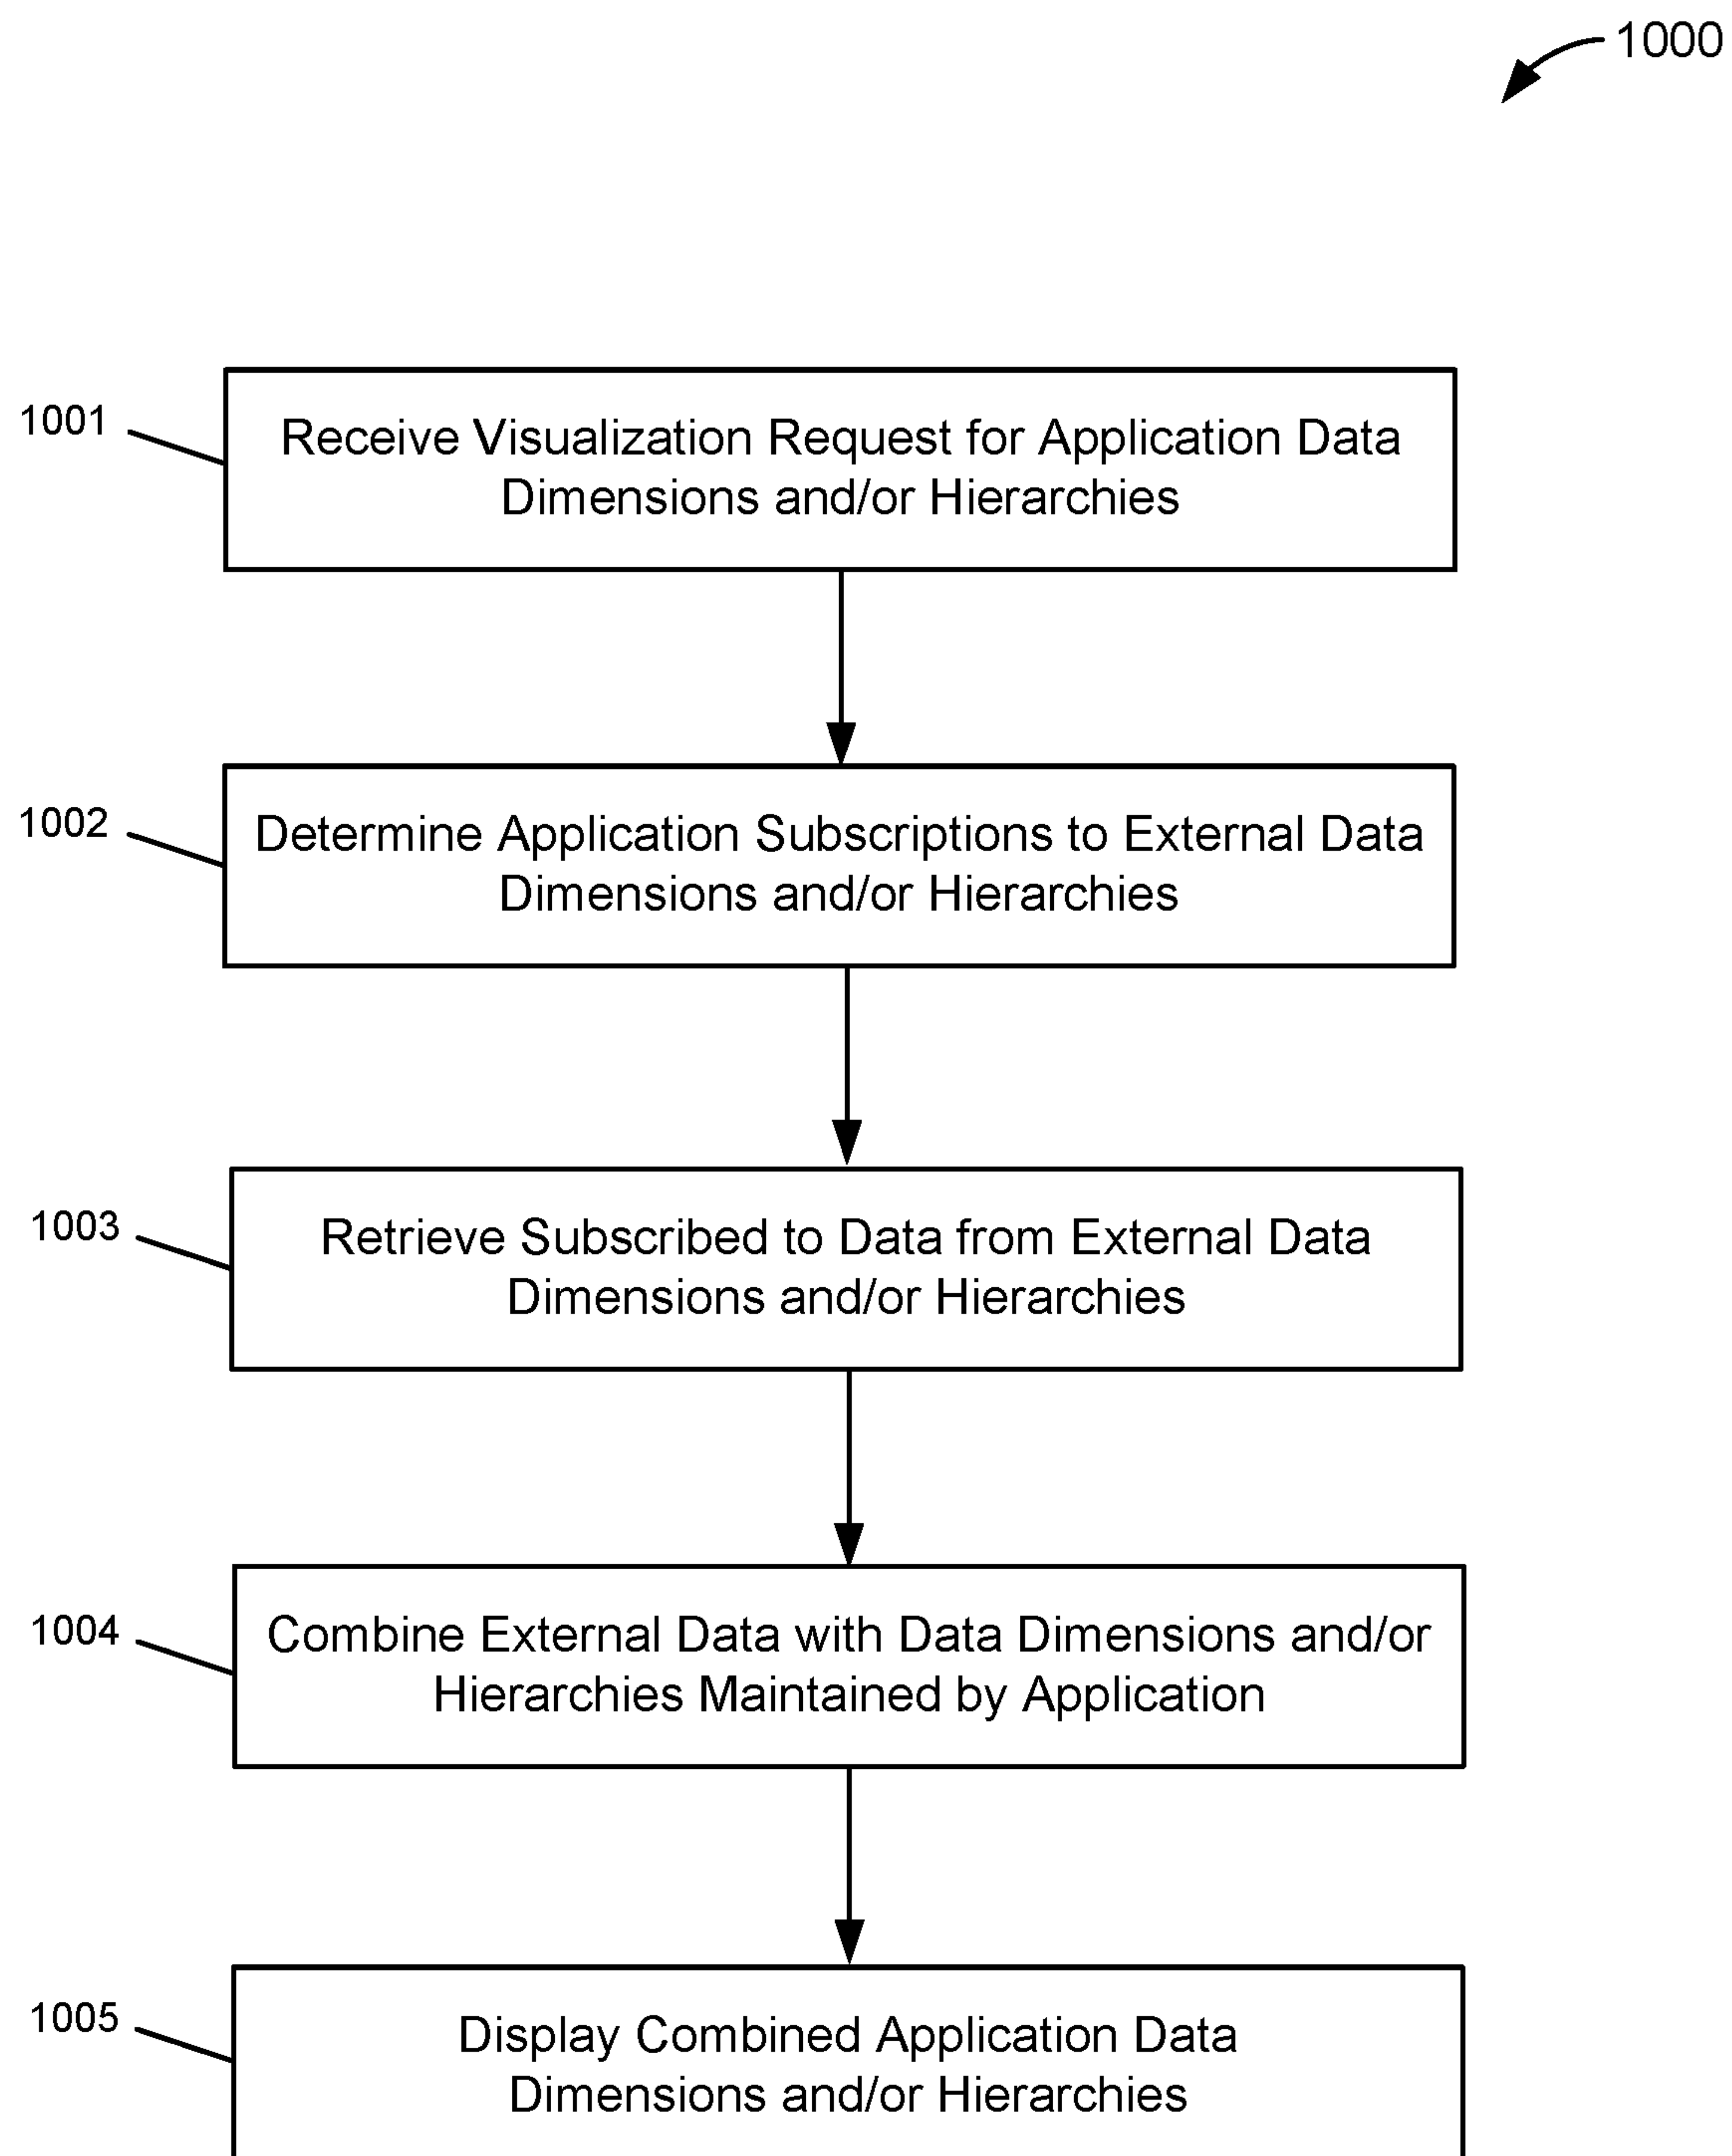 1000
1001
Receive Visualization Request for Application Data
Dimensions and/or Hierarchies
1002
Determine Application Subscriptions to External Data
Dimensions and/or Hierarchies
1003
Retrieve Subscribed to Data from External Data
Dimensions and/or Hierarchies
1004
Combine External Data with Data Dimensions and/or
Hierarchies Maintained by Application
1005
Display Combined Application Data
Dimensions and/or Hierarchies